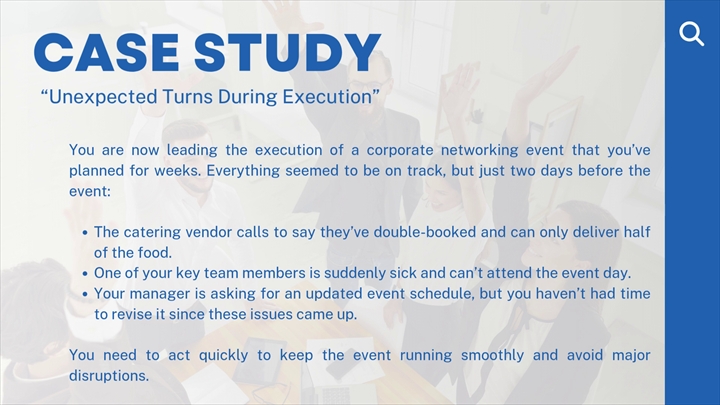 CASE STUDY
“Unexpected Turns During Execution”
You are now leading the execution of a corporate networking event that you’ve
planned for weeks. Everything seemed to be on track, but just two days before the
event:
• The catering vendor calls to say they’ve double-booked and can only deliver half
of the food.
• One of your key team members is suddenly sick and can’t attend the event day.
• Your manager is asking for an updated event schedule, but you haven’t had time
to revise it since these issues came up.
You need to act quickly to keep the event running smoothly and avoid major
disruptions.